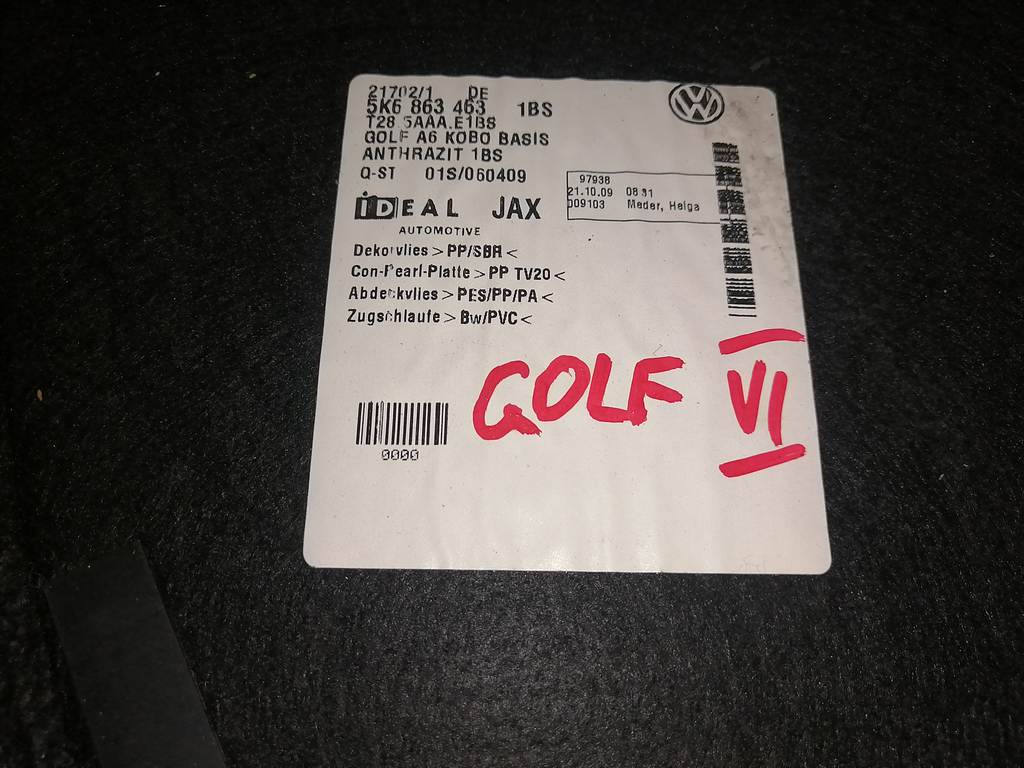 21702/1 DE
5K6 863 463 1BS
T28 5AAA.E1BS
GOLF A6 KOBO BASIS
ANTHRAZIT 1BS
Q-ST 01S/060409
97938
21.10.09 08 31
009103 Meder, Helga
iDEAL JAX
AUTOMOTIVE
Dekorvlies > PP/SBR <
Con-Pearl-Platte > PP TV20 <
Abdeckvlies > PES/PP/PA <
Zugschlaufe > Bw/PVC <
GOLF VI
0000